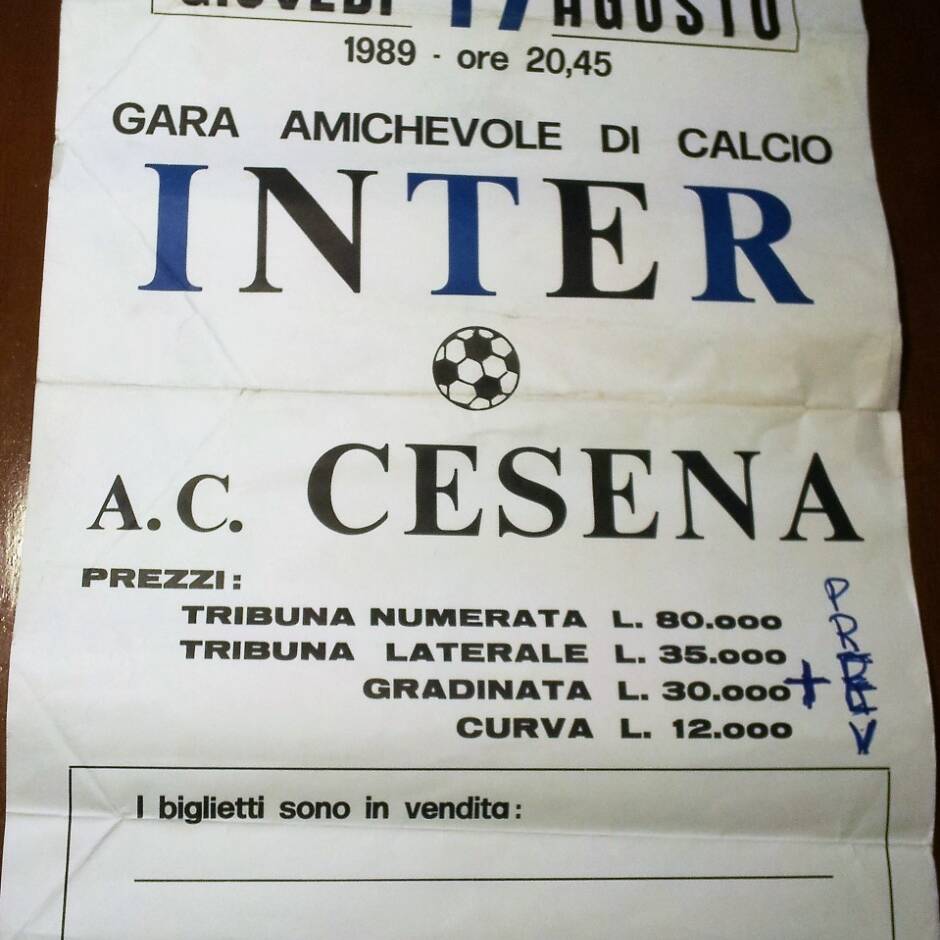 GIOVEDI 17 AGOSTO
1989 - ore 20,45
GARA AMICHEVOLE DI CALCIO
INTER
A.C. CESENA
PREZZI:
TRIBUNA NUMERATA L. 80.000
TRIBUNA LATERALE L. 35.000
GRADINATA L. 30.000
CURVA L. 12.000
+ PREV
I biglietti sono in vendita: